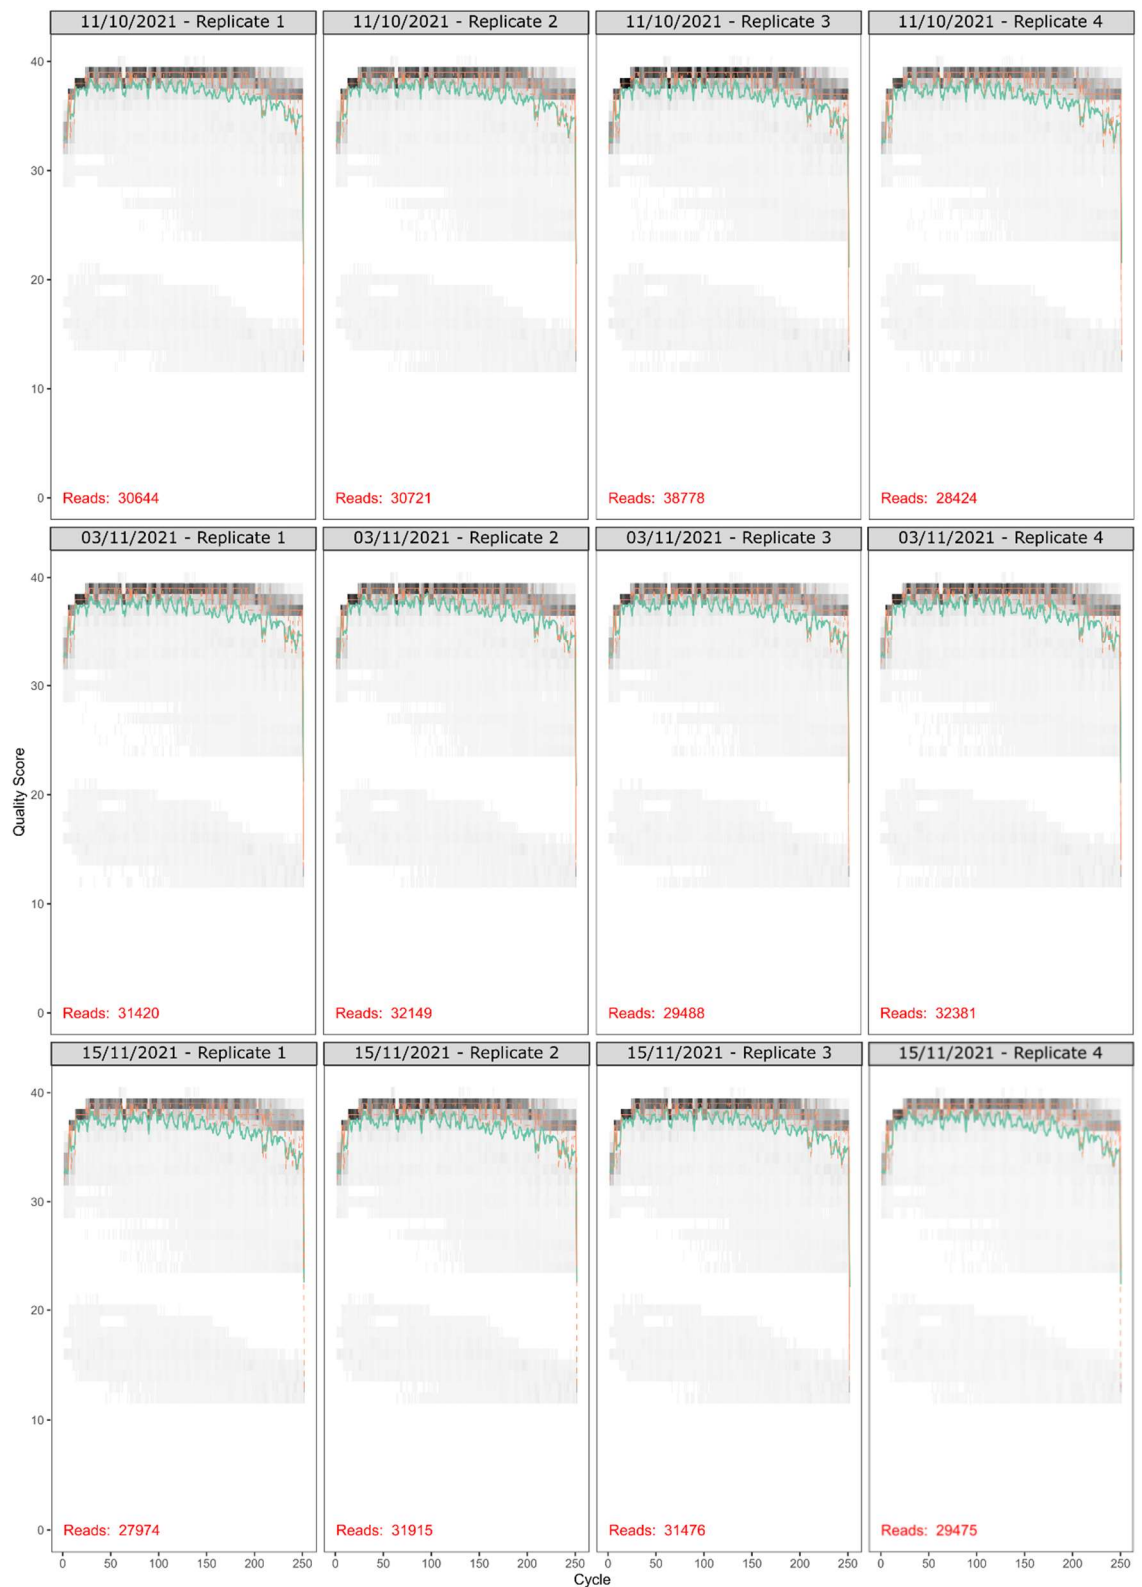 11/10/2021 - Replicate 1
11/10/2021 - Replicate 2
11/10/2021 - Replicate 3
11/10/2021 - Replicate 4
40
30
20
10
0
Reads: 30644
Reads: 30721
Reads: 38778
Reads: 28424
03/11/2021 - Replicate 1
03/11/2021 - Replicate 2
03/11/2021 - Replicate 3
03/11/2021 - Replicate 4
40
30
20
10
0
Quality Score
Reads: 31420
Reads: 32149
Reads: 29488
Reads: 32381
15/11/2021 - Replicate 1
15/11/2021 - Replicate 2
15/11/2021 - Replicate 3
15/11/2021 - Replicate 4
40
30
20
10
0
Reads: 27974
Reads: 31915
Reads: 31476
Reads: 29475
0 50 100 150 200 250
0 50 100 150 200 250
0 50 100 150 200 250
0 50 100 150 200 250
Cycle